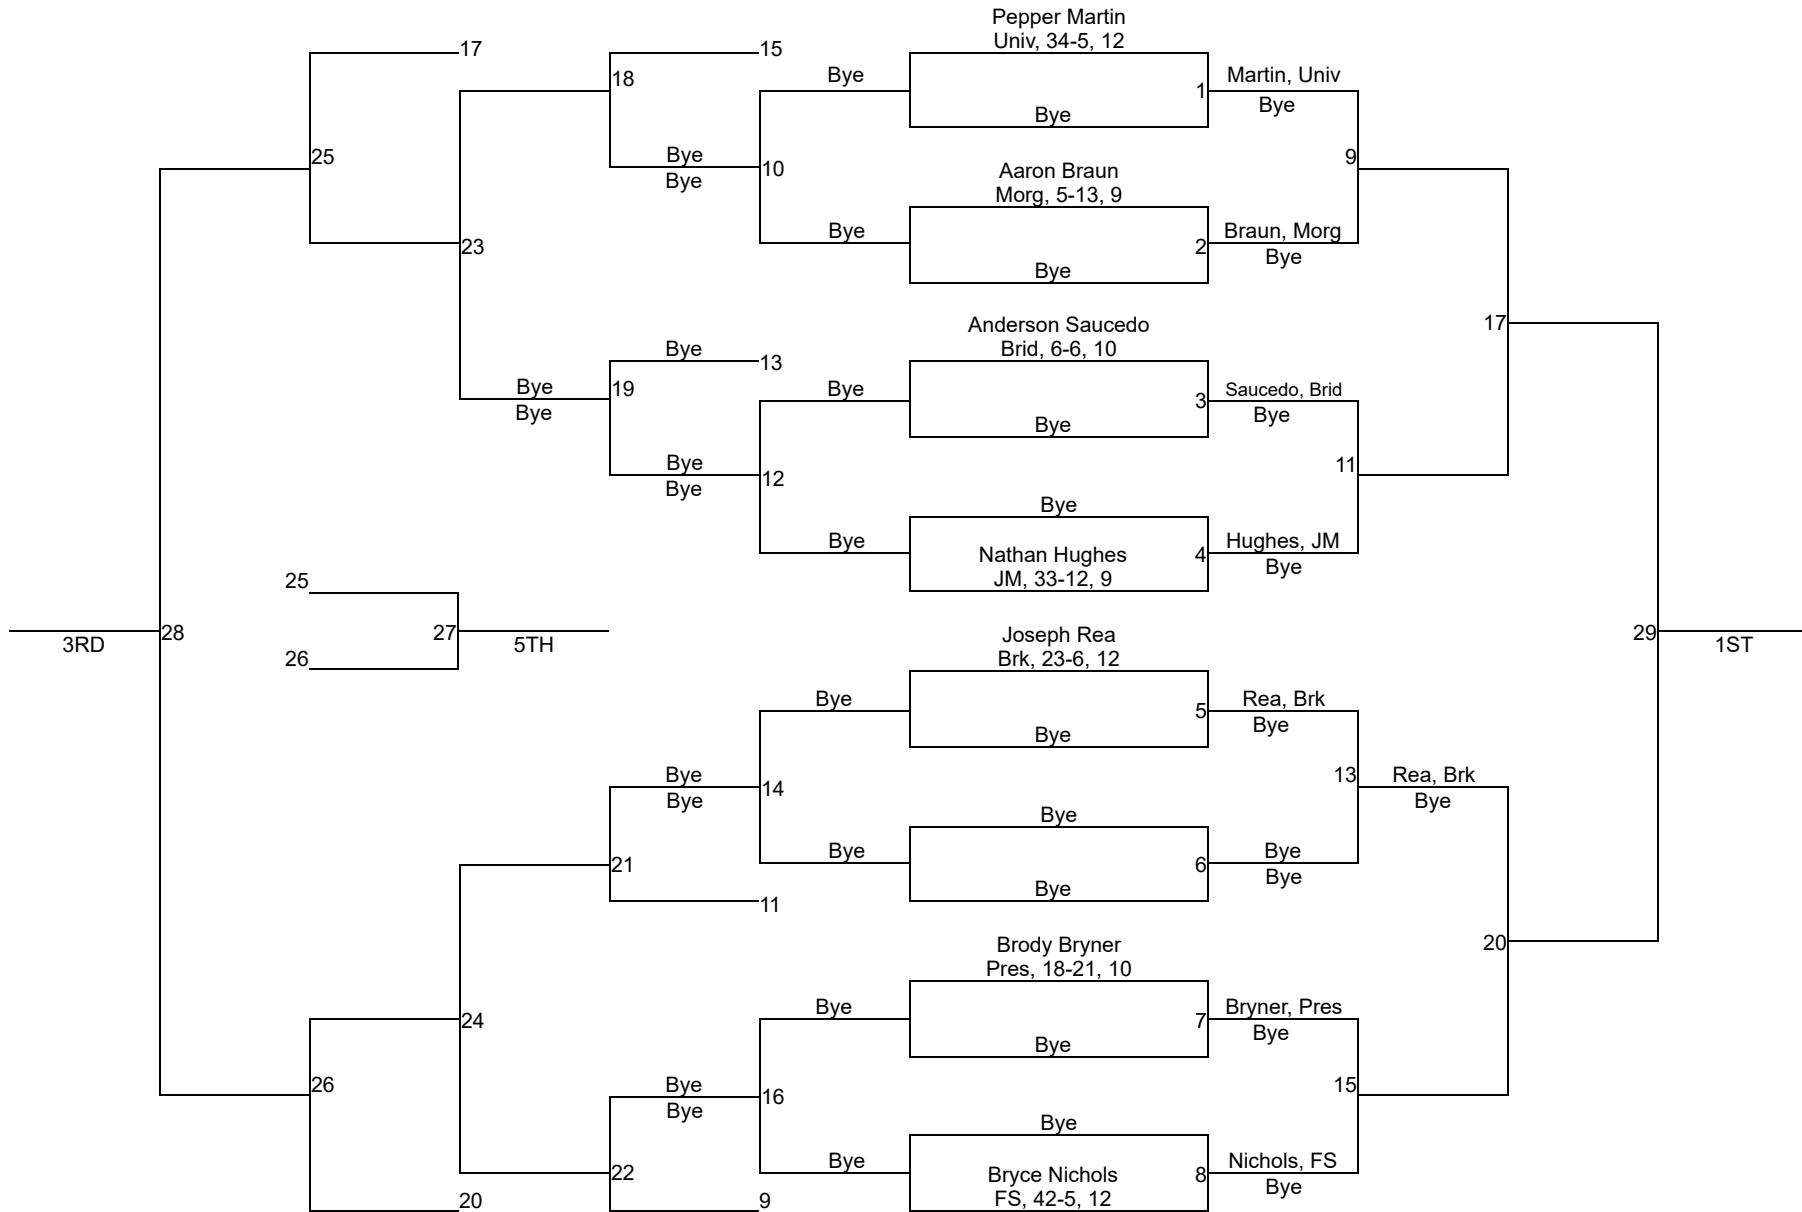 Pepper Martin
Univ, 34-5, 12
17
15
18
Bye
1
Martin, Univ
Bye
Bye
25
Bye
Bye
10
9
Aaron Braun
Morg, 5-13, 9
23
Bye
2
Braun, Morg
Bye
Bye
Anderson Saucedo
Brid, 6-6, 10
17
Bye
13
Bye
19
Bye
Bye
3
Saucedo, Brid
Bye
Bye
Bye
Bye
12
11
Bye
Bye
Nathan Hughes
JM, 33-12, 9
4
Hughes, JM
Bye
25
26
27
5TH
3RD
28
29
1ST
Joseph Rea
Brk, 23-6, 12
Bye
5
Rea, Brk
Bye
Bye
Bye
Bye
14
13
Rea, Brk
Bye
Bye
21
Bye
6
Bye
Bye
Bye
11
Brody Bryner
Pres, 18-21, 10
20
24
Bye
7
Bryner, Pres
Bye
Bye
26
Bye
Bye
16
15
Bye
22
Bye
Bryce Nichols
FS, 42-5, 12
8
Nichols, FS
Bye
20
9